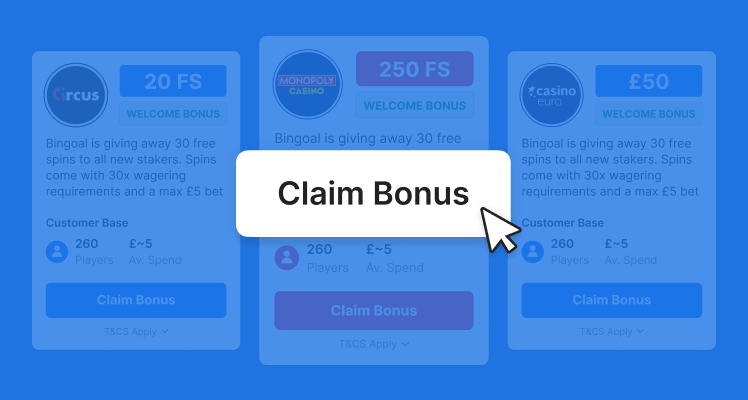 Circus
20 FS
WELCOME BONUS
Bingoal is giving away 30 free
spins to all new stakers. Spins
come with 30x wagering
requirements and a max £5 bet
Customer Base
260
Players
£~5
Av. Spend
Claim Bonus
T&CS Apply
MONOPOLY
CASINO
250 FS
WELCOME BONUS
Bingoal is giving away 30 free
Claim Bonus
260
Players
£~5
Av. Spend
Claim Bonus
T&CS Apply
casino
euro
£50
WELCOME BONUS
Bingoal is giving away 30 free
spins to all new stakers. Spins
come with 30x wagering
requirements and a max £5 bet
Customer Base
260
Players
£~5
Av. Spend
Claim Bonus
T&CS Apply